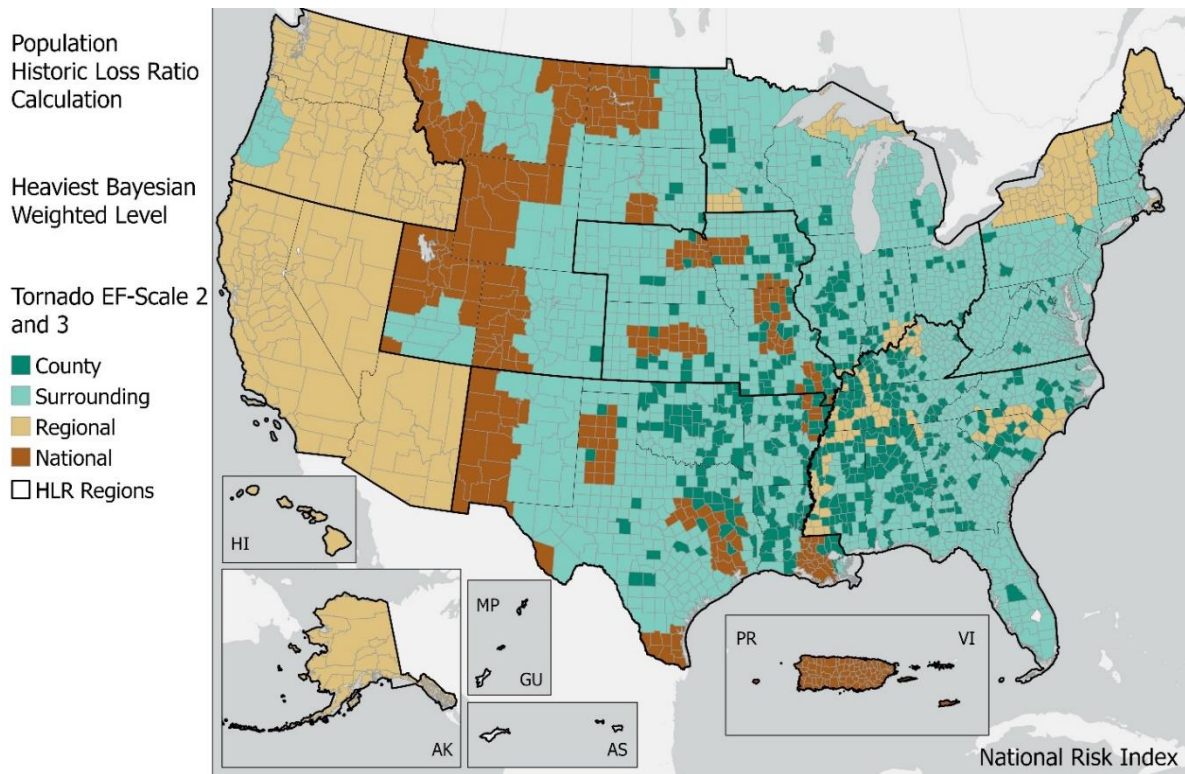 Population
Historic Loss Ratio
Calculation
Heaviest Bayesian
Weighted Level
Tornado EF-Scale 2
and 3
County
Surrounding
Regional
National
HLR Regions
HI
AK
MP
GU
AS
PR
VI
National Risk Index